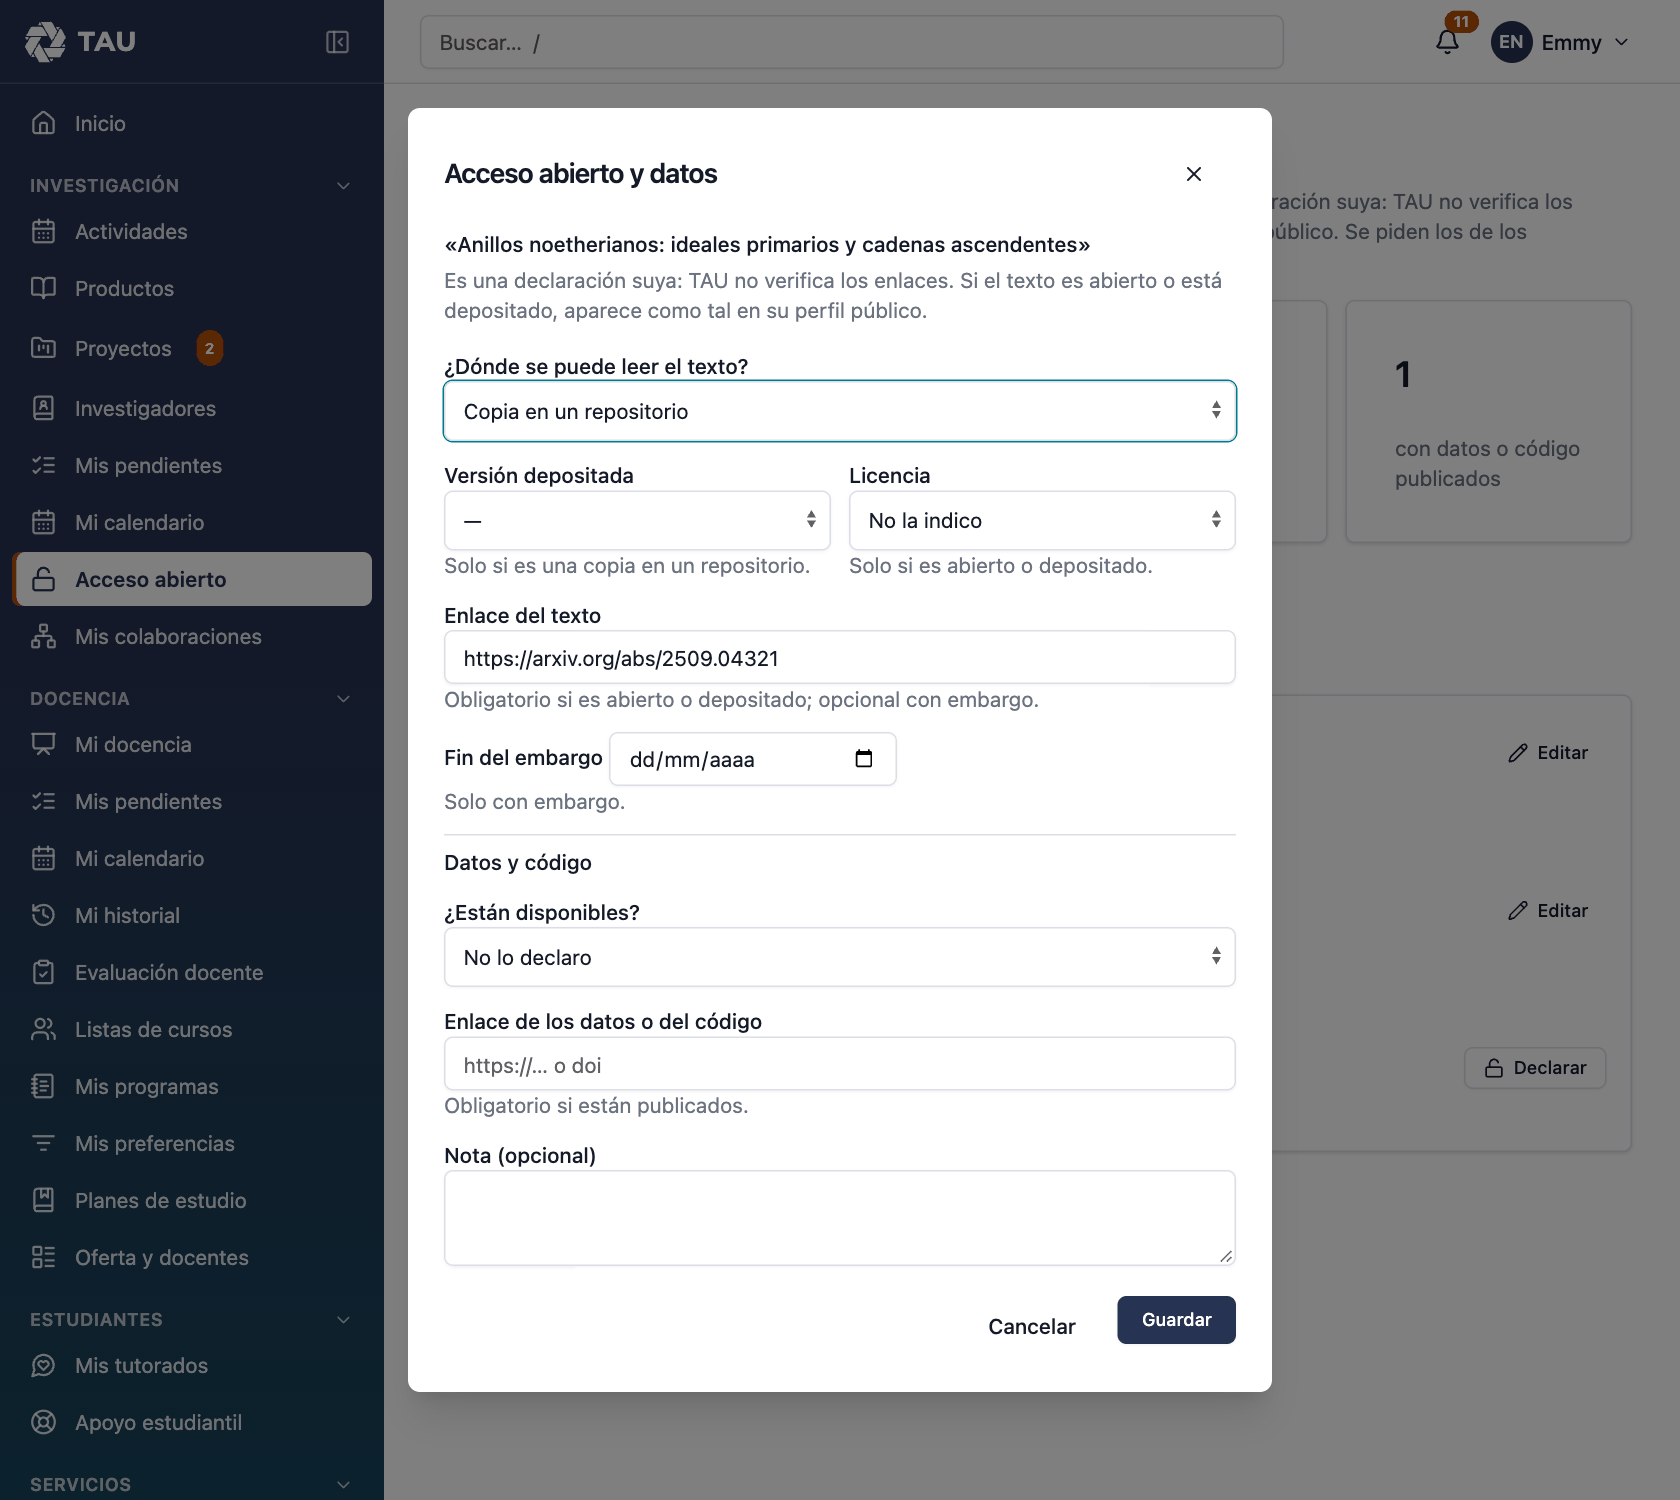 TAU
Buscar... /
11
EN
Emmy
Inicio
INVESTIGACIÓN
Actividades
Productos
Proyectos
2
Investigadores
Mis pendientes
Mi calendario
Acceso abierto
Mis colaboraciones
DOCENCIA
Mi docencia
Mis pendientes
Mi calendario
Mi historial
Evaluación docente
Listas de cursos
Mis programas
Mis preferencias
Planes de estudio
Oferta y docentes
ESTUDIANTES
Mis tutorados
Apoyo estudiantil
SERVICIOS
Acceso abierto y datos
«Anillos noetherianos: ideales primarios y cadenas ascendentes»
Es una declaración suya: TAU no verifica los enlaces. Si el texto es abierto o está
depositado, aparece como tal en su perfil público.
¿Dónde se puede leer el texto?
Copia en un repositorio
Versión depositada
Licencia
—
No la indico
Solo si es una copia en un repositorio.
Solo si es abierto o depositado.
Enlace del texto
https://arxiv.org/abs/2509.04321
Obligatorio si es abierto o depositado; opcional con embargo.
Fin del embargo
dd/mm/aaaa
Solo con embargo.
Datos y código
¿Están disponibles?
No lo declaro
Enlace de los datos o del código
https://... o doi
Obligatorio si están publicados.
Nota (opcional)
Cancelar
Guardar
ración suya: TAU no verifica los
público. Se piden los de los
1
con datos o código
publicados
Editar
Editar
Declarar